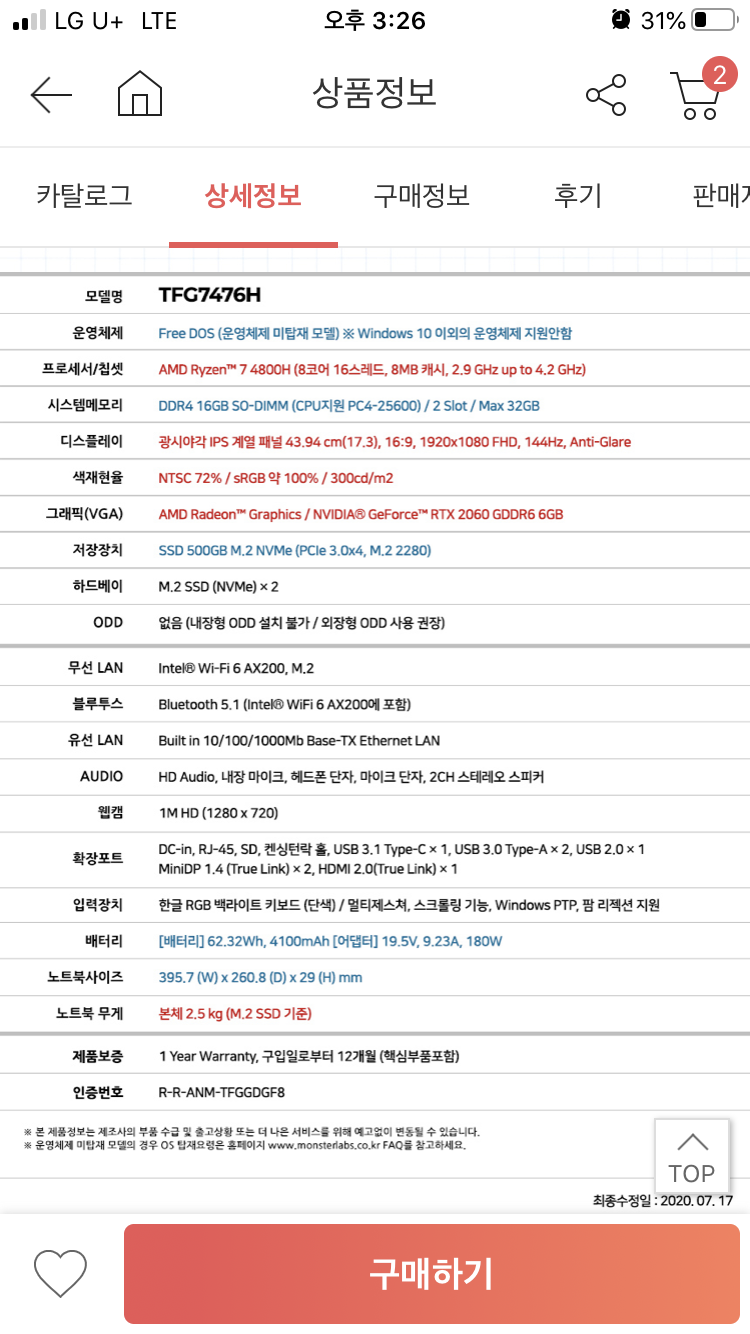 LG U+ LTE 오후 3:26 31%
상품정보
2
카탈로그 상세정보 구매정보 후기
모델명 TFG7476H
운영체제 Free DOS (운영체제 미탑재 모델) ※ Windows 10 이외의 운영체제 지원안함
프로세서/칩셋 AMD Ryzen™ 7 4800H (8코어 16스레드, 8MB 캐시, 2.9 GHz up to 4.2 GHz)
시스템메모리 DDR4 16GB SO-DIMM (CPU지원 PC4-25600) / 2 Slot / Max 32GB
디스플레이 광시야각 IPS 계열 패널 43.94 cm(17.3), 16:9, 1920x1080 FHD, 144Hz, Anti-Glare
색재현율 NTSC 72% / sRGB 약 100% / 300cd/m2
그래픽(VGA) AMD Radeon™ Graphics / NVIDIA® GeForce™ RTX 2060 GDDR6 6GB
저장장치 SSD 500GB M.2 NVMe (PCIe 3.0x4, M.2 2280)
하드베이 M.2 SSD (NVMe) × 2
ODD 없음 (내장형 ODD 설치 불가 / 외장형 ODD 사용 권장)
무선 LAN Intel® Wi-Fi 6 AX200, M.2
블루투스 Bluetooth 5.1 (Intel® WiFi 6 AX200에 포함)
유선 LAN Built in 10/100/1000Mb Base-TX Ethernet LAN
AUDIO HD Audio, 내장 마이크, 헤드폰 단자, 마이크 단자, 2CH 스테레오 스피커
웹캠 1M HD (1280 x 720)
확장포트 DC-in, RJ-45, SD, 켄싱턴락 홀, USB 3.1 Type-C × 1, USB 3.0 Type-A × 2, USB 2.0 × 1
MiniDP 1.4 (True Link) × 2, HDMI 2.0(True Link) × 1
입력장치 한글 RGB 백라이트 키보드 (단색) / 멀티제스쳐, 스크롤링 기능, Windows PTP, 팜 리젝션 지원
배터리 [배터리] 62.32Wh, 4100mAh [어댑터] 19.5V, 9.23A, 180W
노트북사이즈 395.7 (W) x 260.8 (D) x 29 (H) mm
노트북 무게 본체 2.5 kg (M.2 SSD 기준)
제품보증 1 Year Warranty, 구입일로부터 12개월 (핵심부품포함)
인증번호 R-R-ANM-TFGGDGF8
※ 본 제품정보는 제조사의 부품 수급 및 출고상황 또는 더 나은 서비스를 위해 예고없이 변동될 수 있습니다.
※ 운영체제 미탑재 모델의 경우 OS 탑재요령은 홈페이지 www.monsterlabs.co.kr FAQ를 참고하세요.
TOP
최종수정일 : 2020. 07. 17
구매하기